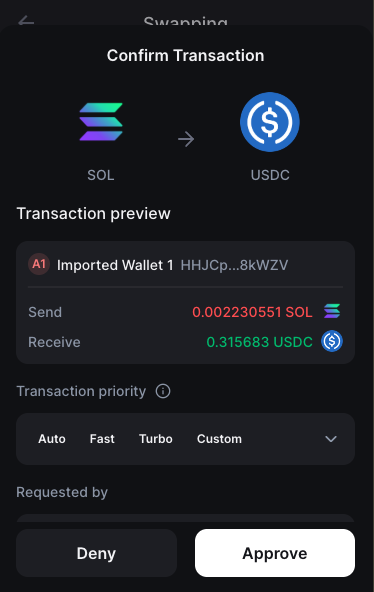 Swapping
Confirm Transaction
SOL
USDC
Transaction preview
A1 Imported Wallet 1 HHJCp...8kWZV
Send 0.002230551 SOL
Receive 0.315683 USDC
Transaction priority
Auto Fast Turbo Custom
Requested by
Deny Approve